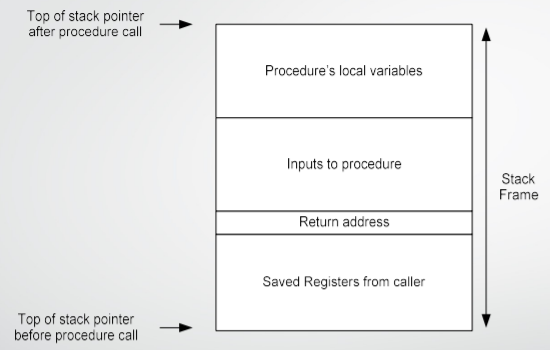 Top of stack pointer
after procedure call
Procedure's local variables
Inputs to procedure
Stack
Frame
Return address
Saved Registers from caller
Top of stack pointer
before procedure call